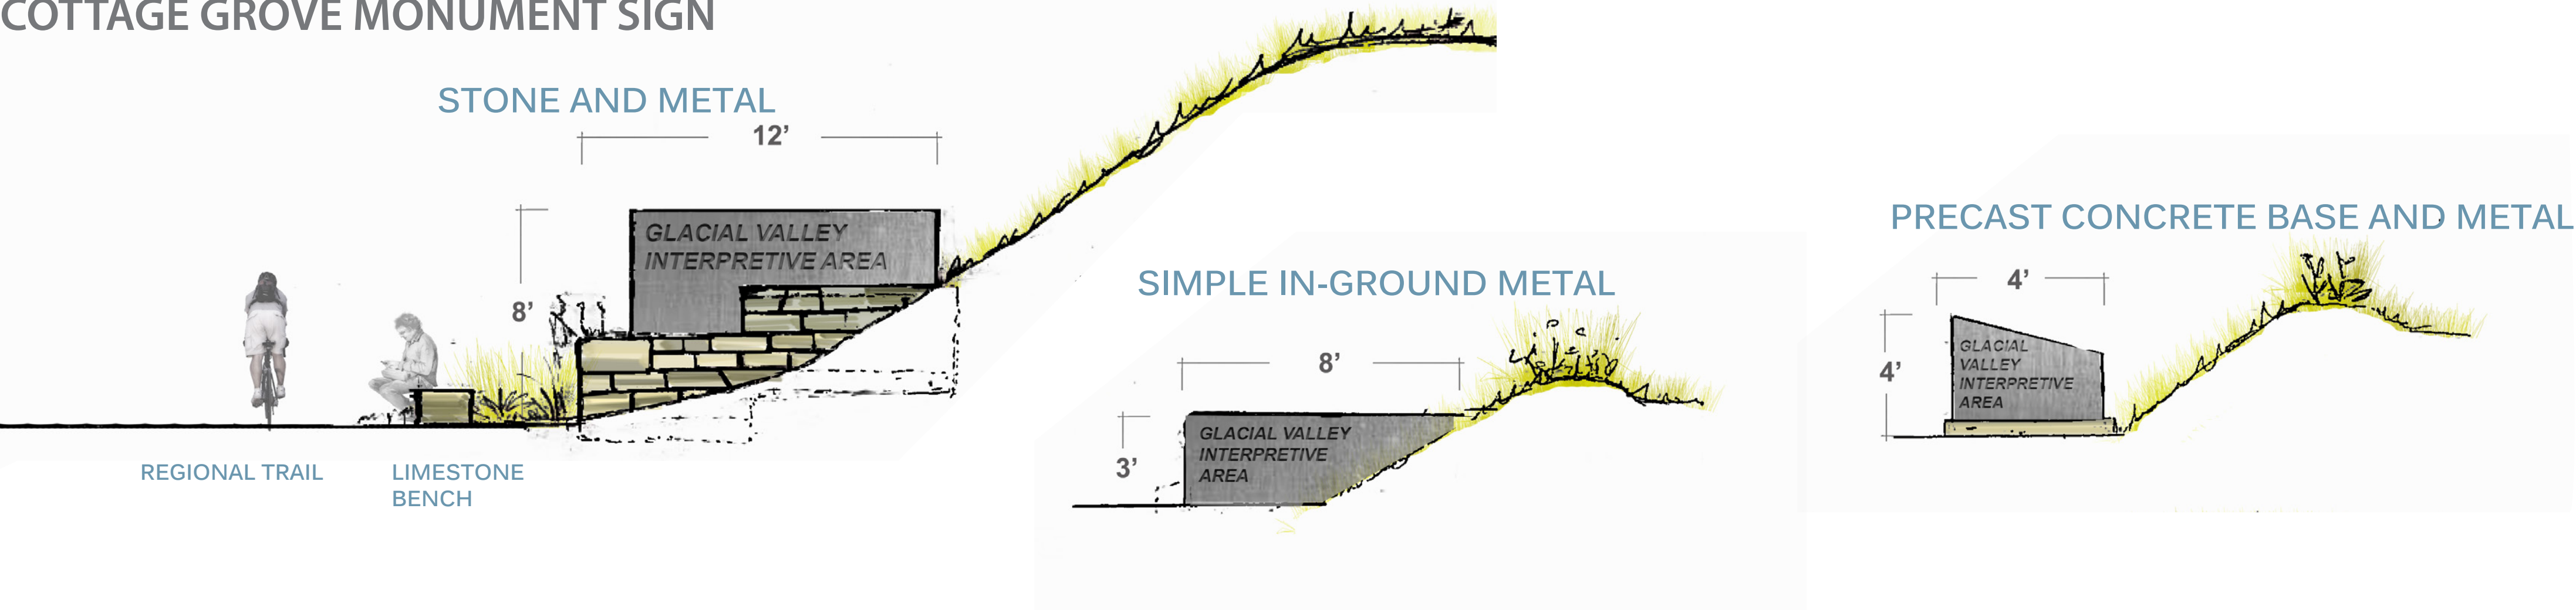 COTTAGE GROVE MONUMENT SIGN
STONE AND METAL
12’
8’
GLACIAL VALLEY
INTERPRETIVE AREA
REGIONAL TRAIL
LIMESTONE
BENCH
SIMPLE IN-GROUND METAL
8’
3’
GLACIAL VALLEY
INTERPRETIVE
AREA
PRECAST CONCRETE BASE AND METAL
4’
4’
GLACIAL
VALLEY
INTERPRETIVE
AREA